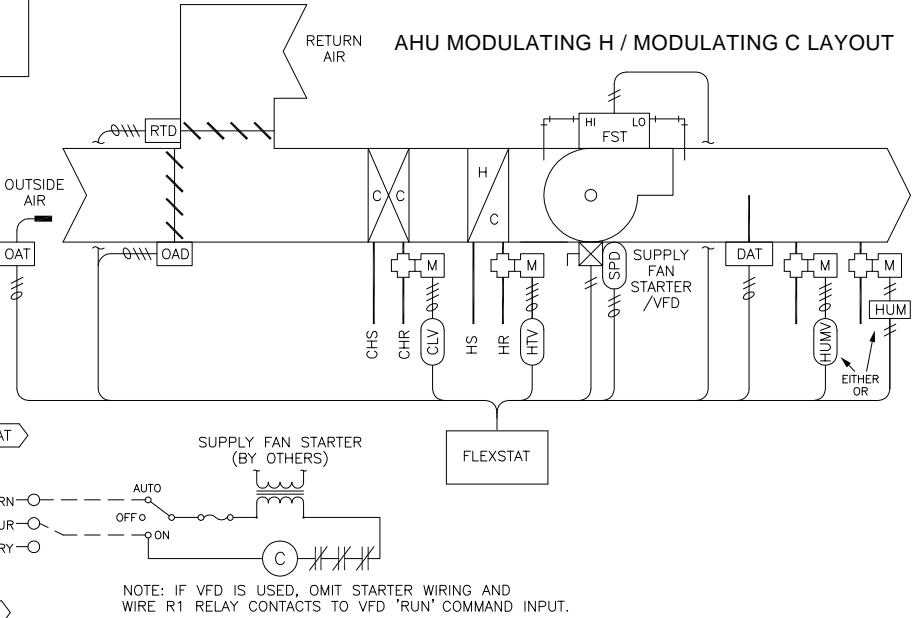 AHU MODULATING H / MODULATING C LAYOUT
RETURN
AIR
RTD
HI LO
FST
OUTSIDE
AIR
C C
H
C
OAT
OAD
M
M
SPD
SUPPLY
FAN
STARTER
/VFD
DAT
M
M
HUM
CHS
CHR
CLV
HS
HR
HTV
HUMV
EITHER
OR
FLEXSTAT
AT
SUPPLY FAN STARTER
(BY OTHERS)
RN
AUTO
UR
OFF
RY
ON
C
NOTE: IF VFD IS USED, OMIT STARTER WIRING AND
WIRE R1 RELAY CONTACTS TO VFD 'RUN' COMMAND INPUT.